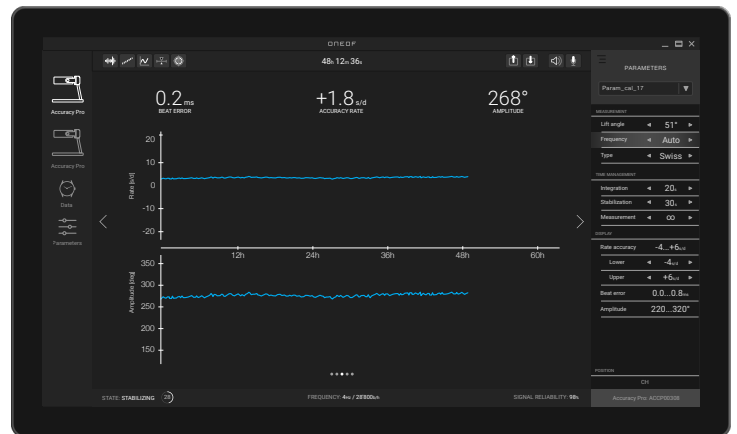 ONEOF
48h 12m 36s
PARAMETERS
Param_cal_17
Accuracy Pro
Accuracy Pro
Data
Parameters
0.2 ms
BEAT ERROR
+1.8 s/d
ACCURACY RATE
268°
AMPLITUDE
Rate [s/d]
20
10
0
-10
-20
12h 24h 36h 48h 60h
Amplitude [deg]
350
300
250
200
150
MEASUREMENT
Lift angle 51°
Frequency Auto
Type Swiss
TIME MANAGEMENT
Integration 20s
Stabilization 30s
Measurement ∞
DISPLAY
Rate accuracy -4...+6s/d
Lower -4s/d
Upper +6s/d
Beat error 0.0...0.8ms
Amplitude 220...320°
POSITION
CH
STATE: STABILIZING 28
FREQUENCY: 4Hz / 28'800A/h
SIGNAL RELIABILITY: 98%
Accuracy Pro: ACCP00308